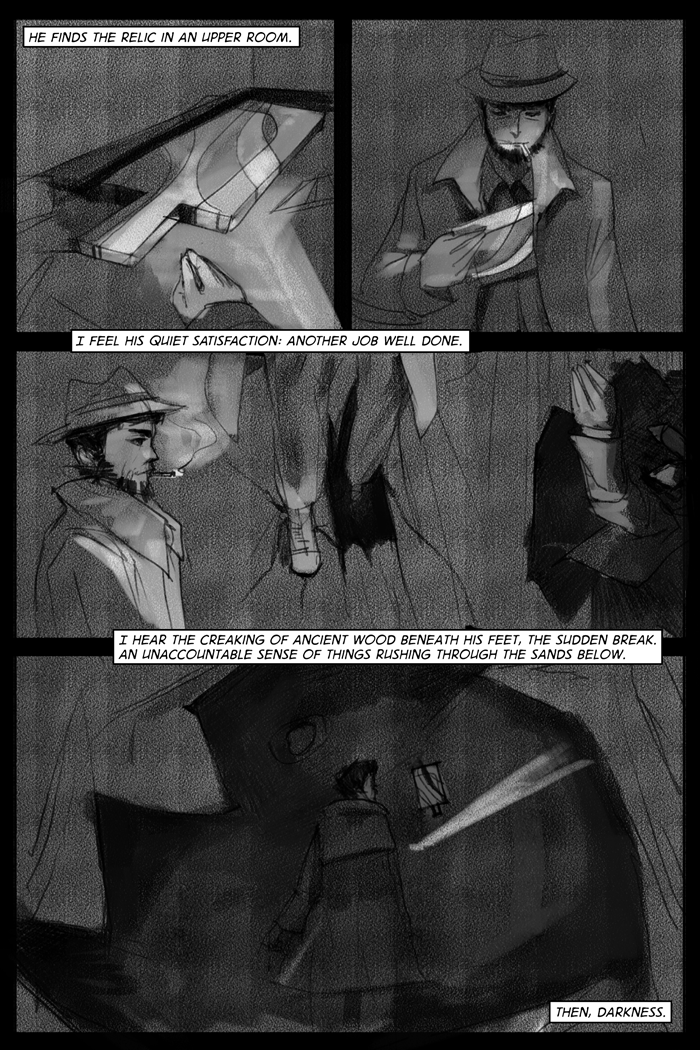 HE FINDS THE RELIC IN AN UPPER ROOM.
I FEEL HIS QUIET SATISFACTION: ANOTHER JOB WELL DONE.
I HEAR THE CREAKING OF ANCIENT WOOD BENEATH HIS FEET, THE SUDDEN BREAK.
AN UNACCOUNTABLE SENSE OF THINGS RUSHING THROUGH THE SANDS BELOW.
THEN, DARKNESS.